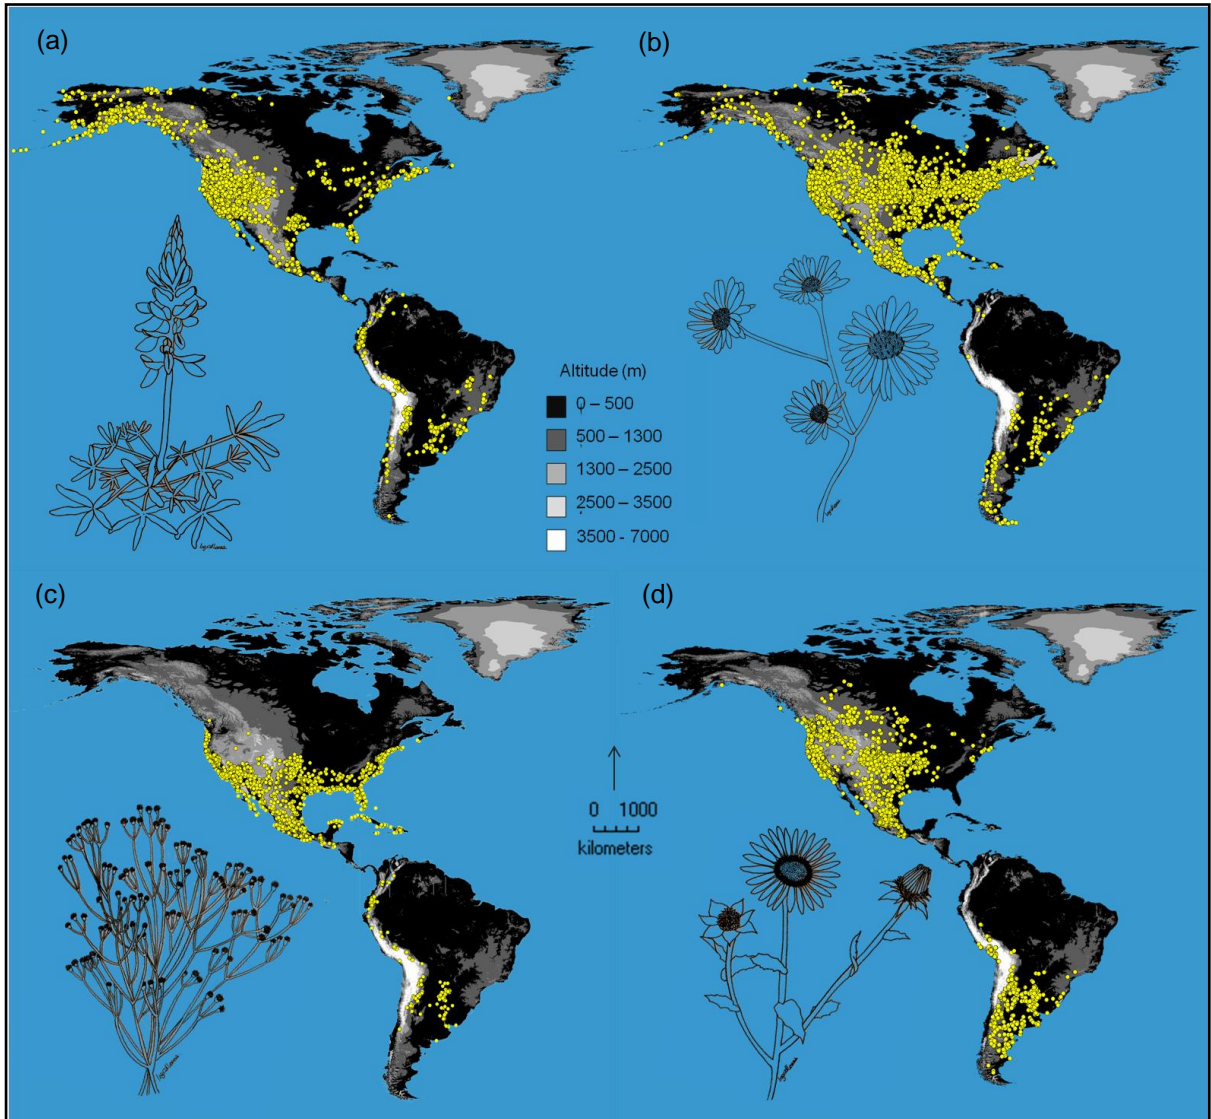 (a)
(b)
Altitude (m)
0 – 500
500 – 1300
1300 – 2500
2500 – 3500
3500 - 7000
(c)
(d)
0 1000
kilometers